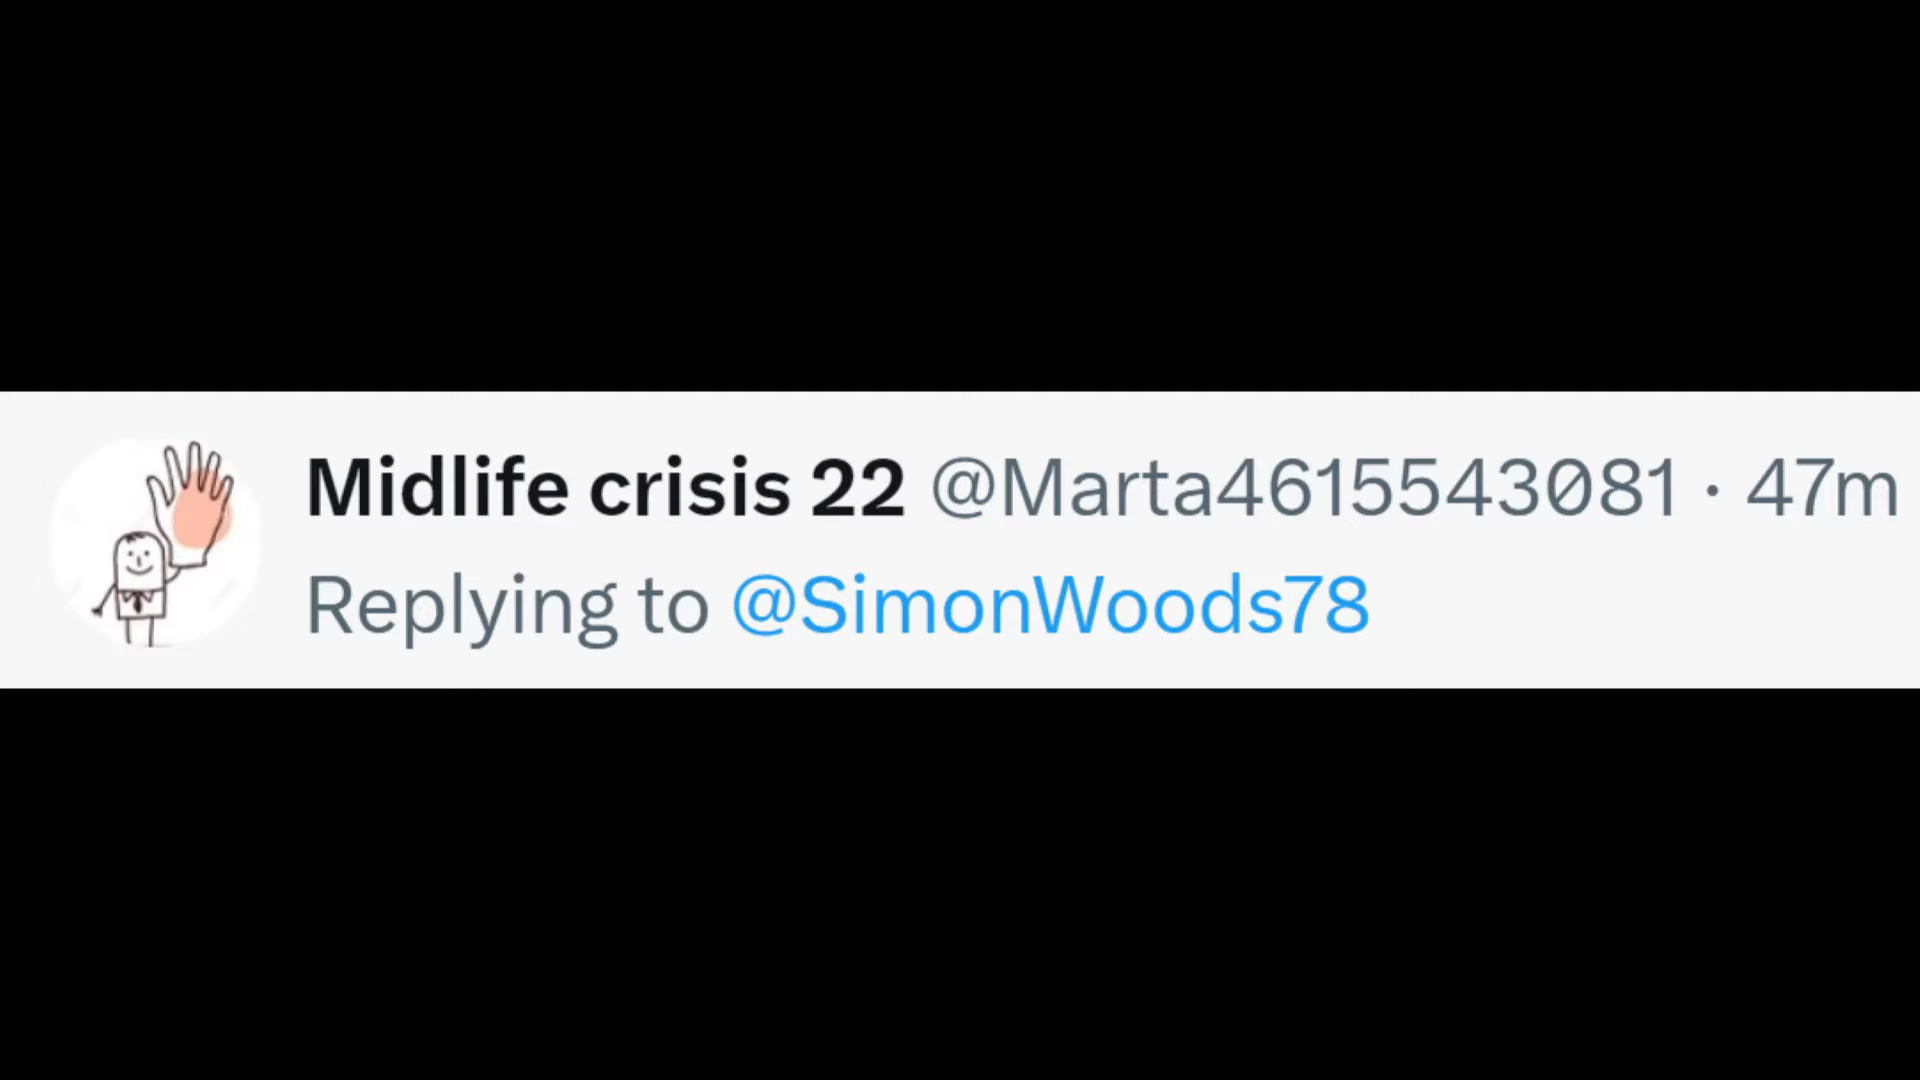 Midlife crisis 22 @Marta4615543081 · 47m
Replying to @SimonWoods78